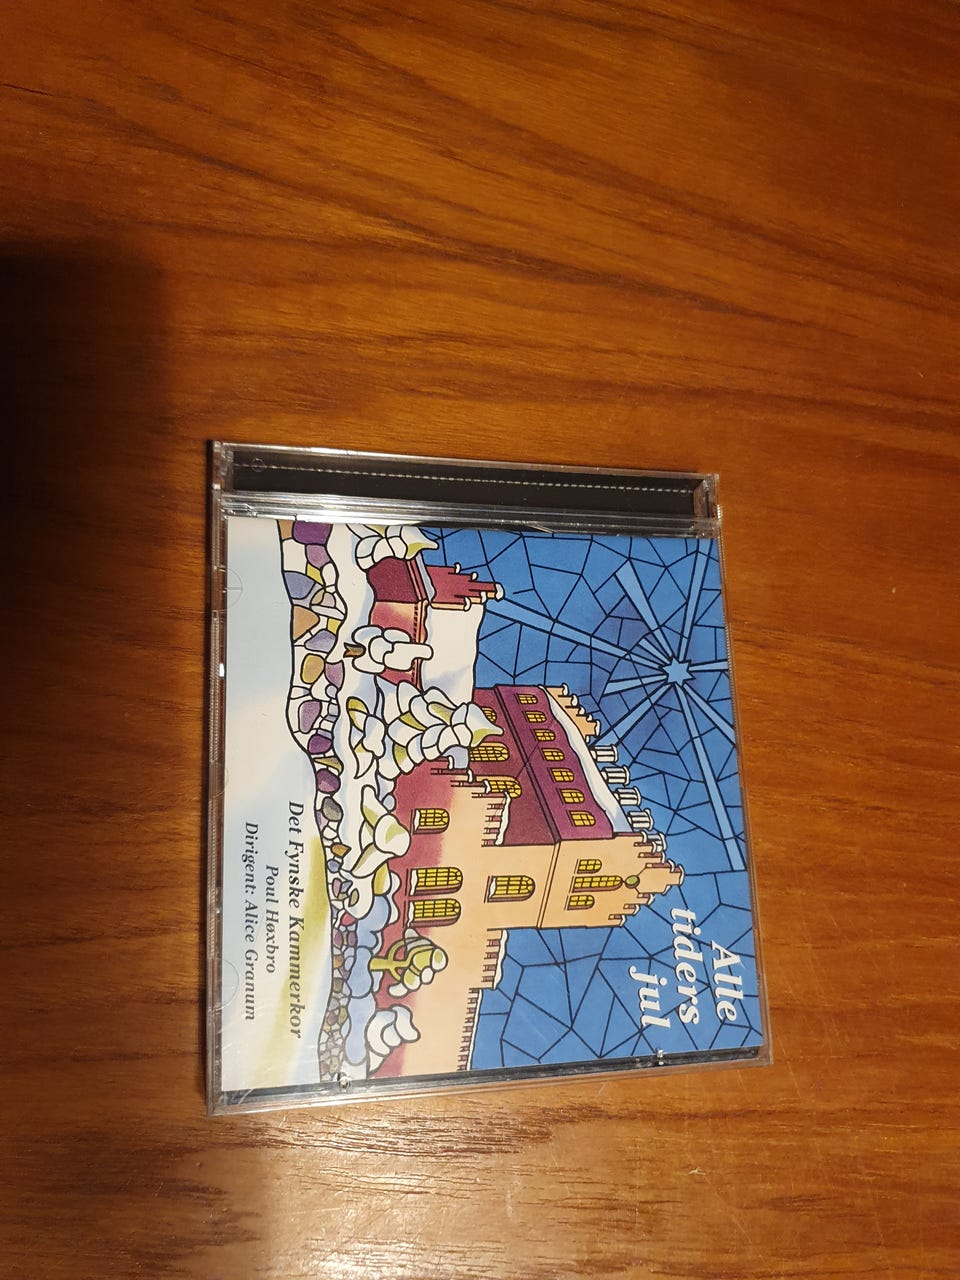 Alle
tiders
jul
Det Fynske Kammerkor
Poul Høxbro
Dirigent: Alice Granum